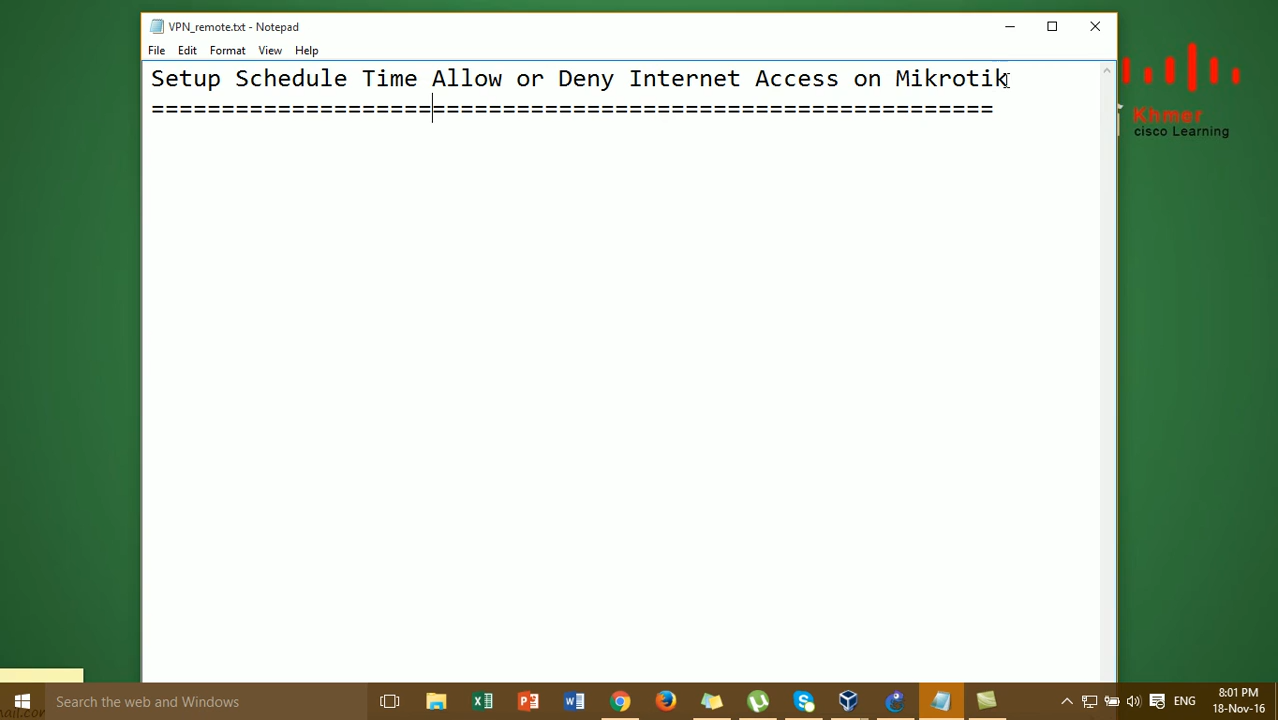 VPN_remote.txt - Notepad
File Edit Format View Help
Setup Schedule Time Allow or Deny Internet Access on Mikrotik
============================================================
Khmer
cisco Learning
Search the web and Windows
ENG
8:01 PM
18-Nov-16